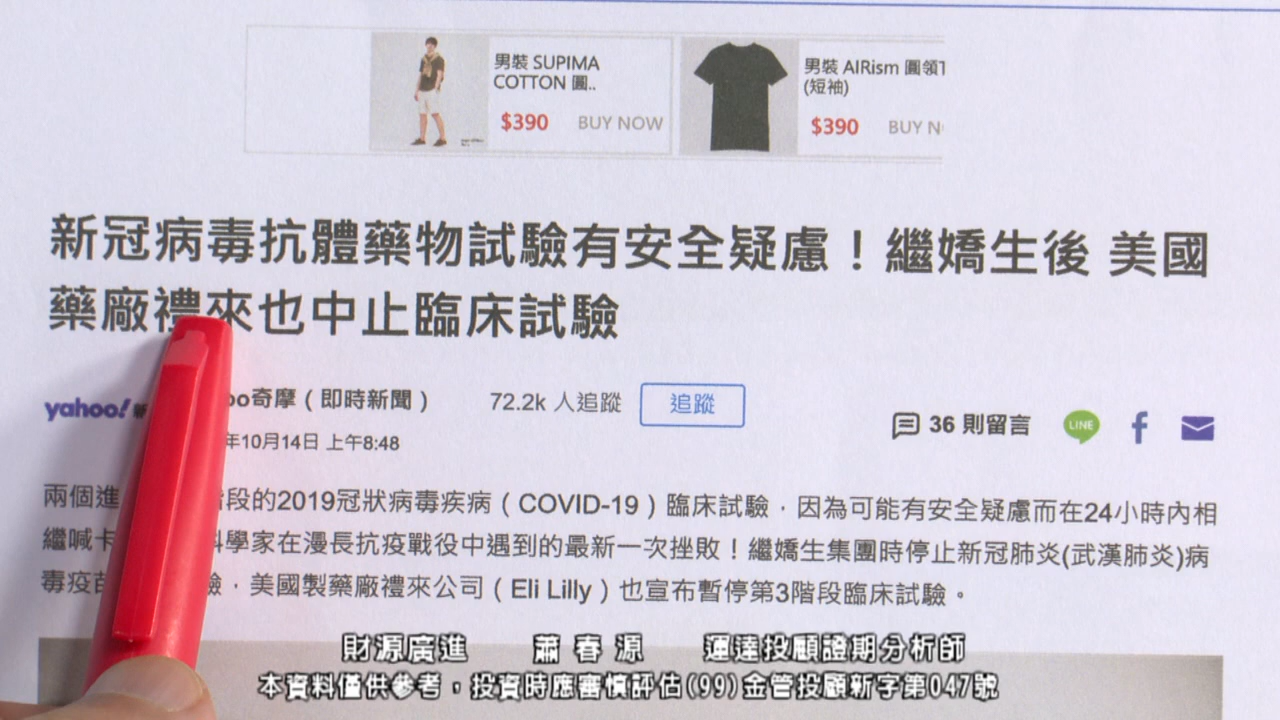 男裝 SUPIMA
COTTON 圓..
$390 BUY NOW
男裝 AIRism 圓領T
(短袖)
$390 BUY N
新冠病毒抗體藥物試驗有安全疑慮！繼嬌生後 美國
藥廠禮來也中止臨床試驗
yahoo! oo奇摩（即時新聞） 72.2k 人追蹤 追蹤
年10月14日 上午8:48
36 則留言 LINE f
兩個進 階段的2019冠狀病毒疾病（COVID-19）臨床試驗，因為可能有安全疑慮而在24小時內相
繼喊卡 科學家在漫長抗疫戰役中遇到的最新一次挫敗！繼嬌生集團時停止新冠肺炎(武漢肺炎)病
毒疫苗 驗，美國製藥廠禮來公司（Eli Lilly）也宣布暫停第3階段臨床試驗。
財源廣進 蕭春源 運達投顧證期分析師
本資料僅供參考，投資時應審慎評估(99)金管投顧新字第047號